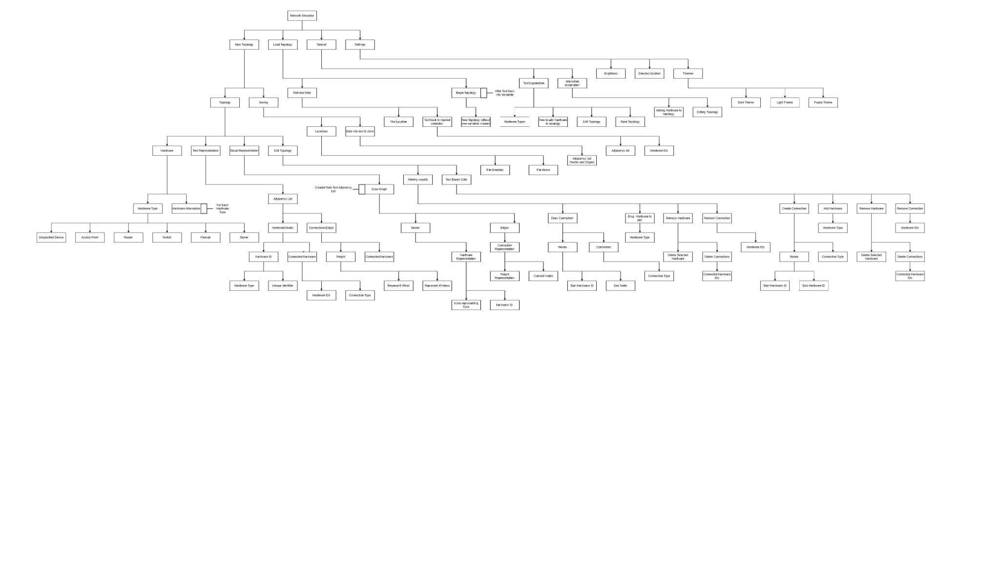 Network Simulator
New Topology
Load Topology
Tutorial
Settings
Brightness
Directory location
Themes
Text Explanation
Interaction
explanation
Retrieve Data
Begin Topology
After Text Back
into Varaiable
Topology
Saving
Dark Theme
Light Theme
Purple Theme
Adding Hardware to
topology
Editing Topology
File Location
Text back to needed
variables:
New Topology without
new variables created
Hardware Types
How to add Hardware
to topology
Edit Topology
Save Topology
Locations
Data into text to store
Hardware
Text Representation
Visual Representation
Edit Topology
Adjacency list
Hardware IDs
Adjacency List
(Nodes and Edges)
File Directory
File Name
Altering visually
Text Based Edits
Created from Text Adjacency
List
Draw Graph
Adjacency List
Hardware Type
Hardware Information
For Each
Hardware
Type
Create Connection
Add Hardware
Remove Hardware
Remove Connection
Draw Connection
Drag Hardware to
add
Remoce Hardware
Remove Connection
Hardware(Node)
Connections(Edge)
Nodes
Edges
Hardware Type
Hardware IDs
Unspecified Device
Access Point
Router
Switch
Firewall
Server
Hardware Type
Connection
Representation
Nodes
Connection
Hardware IDs
Hardware ID
Connected Hardware
Weight
Connected Hardware
Hardware
Representation
Delete Selected
Hardware
Delete Connections
Nodes
Connection Type
Delete Selected
Hardware
Delete Connections
Weight
Representation
Connect nodes
Connection Type
Connected Hardware
IDs
Connected Hardware
IDs
Hardware Type
Unique Identifier
Represent Wired
Represent Wireless
Start Hardware ID
End Node
Start Hardware ID
End Hardware ID
Hardware IDs
Connection Type
Icons representing
Type
Hardware ID